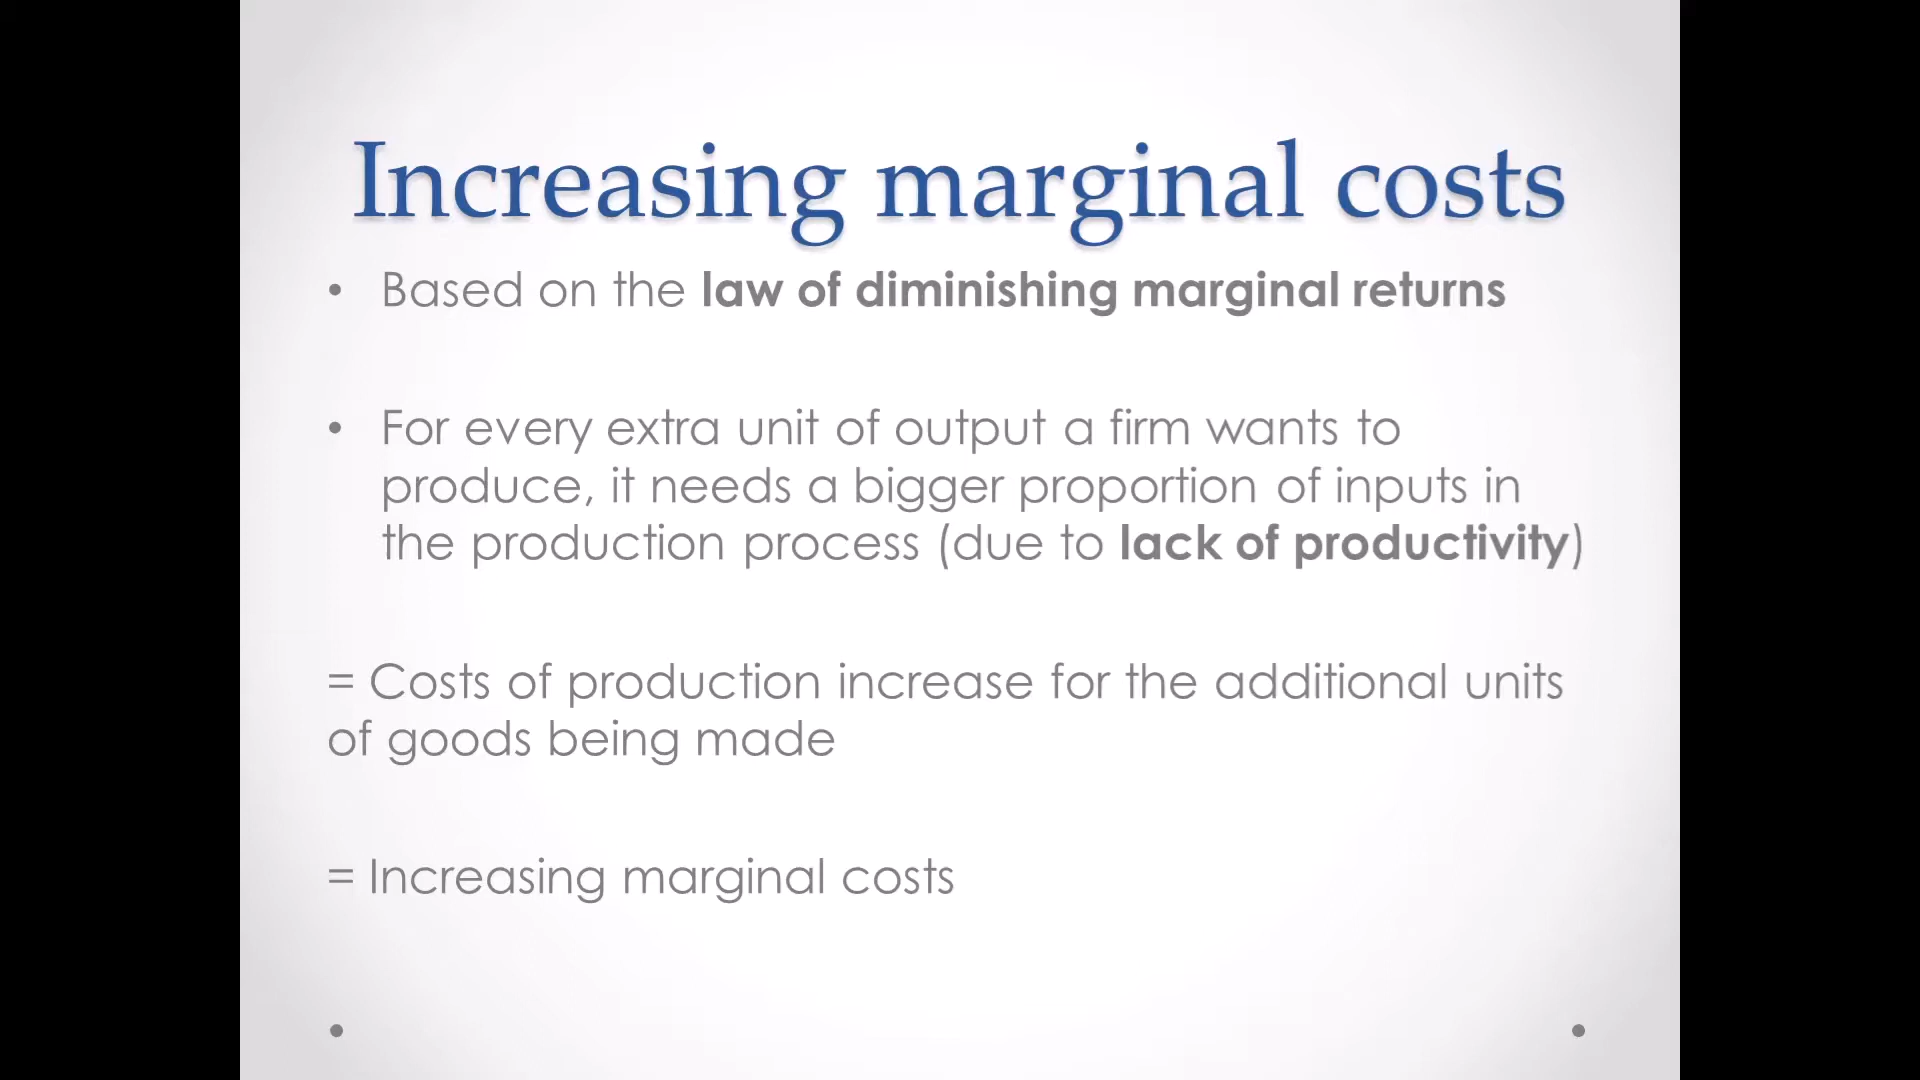 Increasing marginal costs
• Based on the law of diminishing marginal returns
• For every extra unit of output a firm wants to
produce, it needs a bigger proportion of inputs in
the production process (due to lack of productivity)
= Costs of production increase for the additional units
of goods being made
= Increasing marginal costs